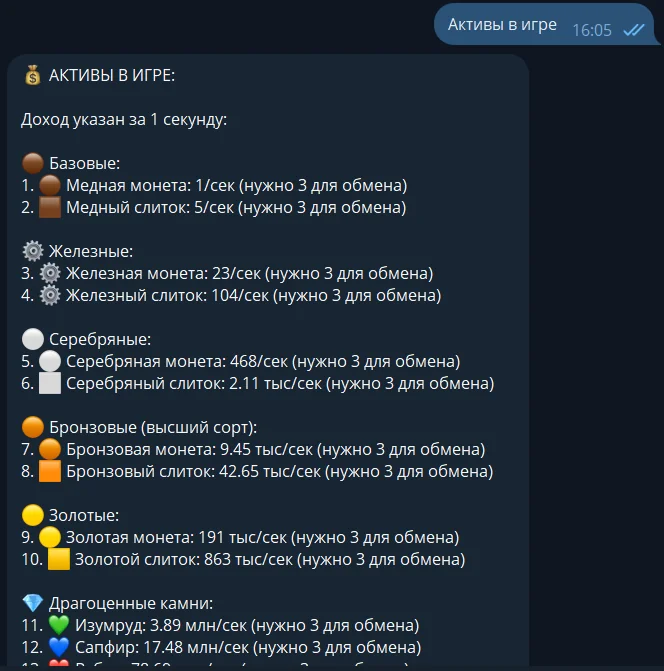 Активы в игре 16:05
💰 АКТИВЫ В ИГРЕ:
Доход указан за 1 секунду:
🟤 Базовые:
1. 🟤 Медная монета: 1/сек (нужно 3 для обмена)
2. 🟫 Медный слиток: 5/сек (нужно 3 для обмена)
⚙️ Железные:
3. ⚙️ Железная монета: 23/сек (нужно 3 для обмена)
4. ⚙️ Железный слиток: 104/сек (нужно 3 для обмена)
⚪ Серебряные:
5. ⚪ Серебряная монета: 468/сек (нужно 3 для обмена)
6. ⬜ Серебряный слиток: 2.11 тыс/сек (нужно 3 для обмена)
🟠 Бронзовые (высший сорт):
7. 🟠 Бронзовая монета: 9.45 тыс/сек (нужно 3 для обмена)
8. 🟧 Бронзовый слиток: 42.65 тыс/сек (нужно 3 для обмена)
🟡 Золотые:
9. 🟡 Золотая монета: 191 тыс/сек (нужно 3 для обмена)
10. 🟨 Золотой слиток: 863 тыс/сек (нужно 3 для обмена)
💎 Драгоценные камни:
11. 💚 Изумруд: 3.89 млн/сек (нужно 3 для обмена)
12. 💙 Сапфир: 17.48 млн/сек (нужно 3 для обмена)